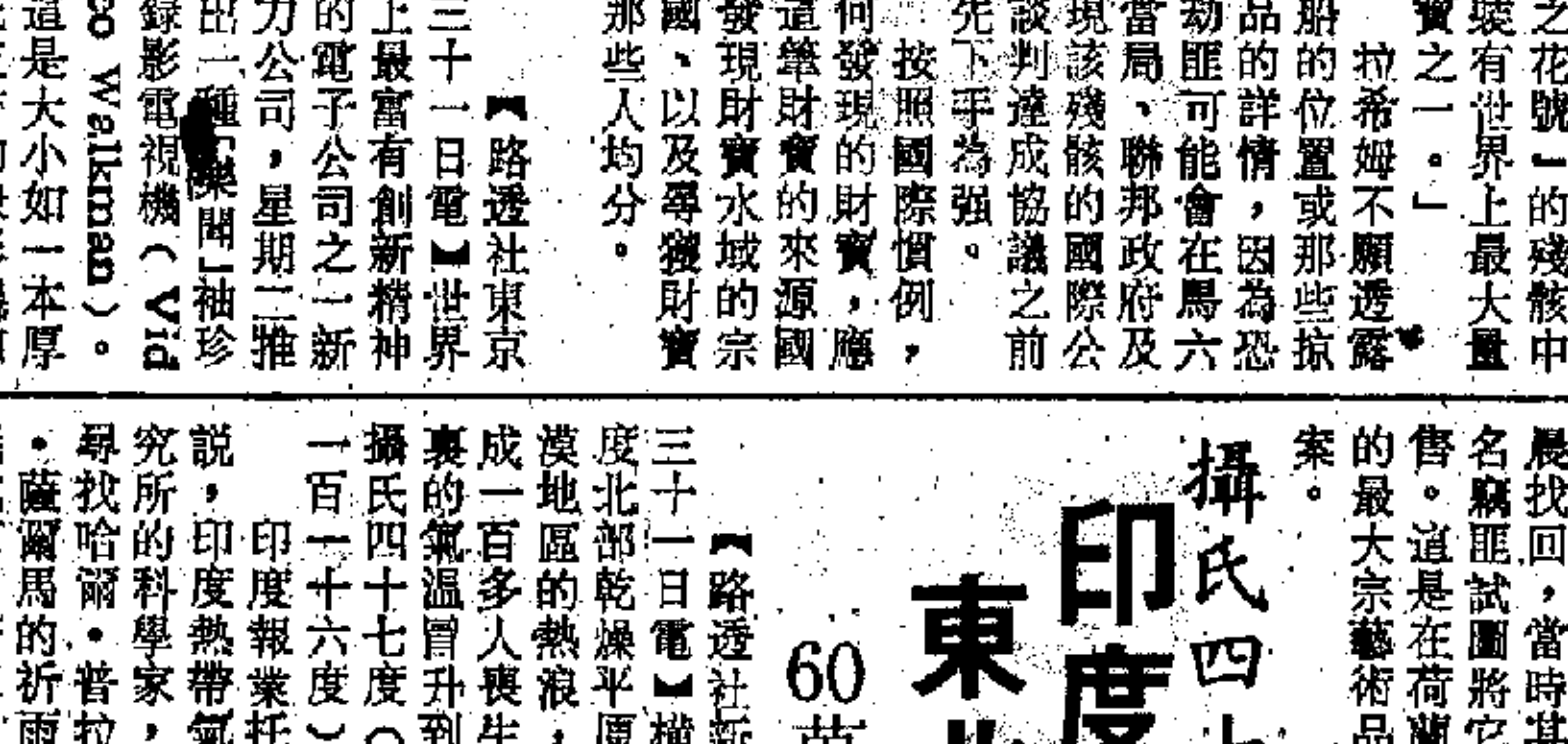 之花號』的殘骸中
裝有世界上最大量
寶之一。」
拉希姆不願透露
船的位置或那些掠
品的詳情，因為恐
劫匪可能會在馬六
當局、聯邦政府及
現該殘骸的國際公
談判達成協議之前
先下手為强。
按照國際慣例，
何發現的財寶，應
這筆財寶的來源國
發現財寶水域的宗
國、以及尋獲財寶
那些人均分。
【路透社東京
三十一日電】世界
上最富有創新精神
的電子公司之一新
力公司，星期二推
出一種「樂聞」袖珍
錄影電視機（Vid
co Walkman）。
這是大小如一本厚
晨找回，當時
名竊匪試圖將它
售。這是在荷蘭
的最大宗藝術品
案。
攝氏四
印度
東
60
【路透社新
三十一日電】橫
度北部乾燥平原
漠地區的熱浪，
成一百多人喪生
裏的氣温冒升到
攝氏四十七度（
一百一十六度）
印度報業托
説，印度熱帶氣
究所的科學家，
尋找哈爾·普拉
·薩爾馬的祈雨